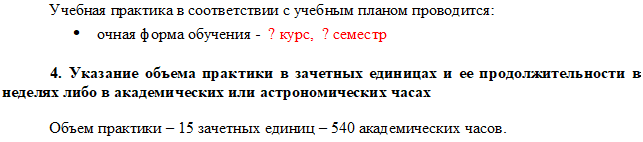 Учебная практика в соответствии с учебным планом проводится:
• очная форма обучения - ? курс, ? семестр
4. Указание объема практики в зачетных единицах и ее продолжительности в
неделях либо в академических или астрономических часах
Объем практики – 15 зачетных единиц – 540 академических часов.